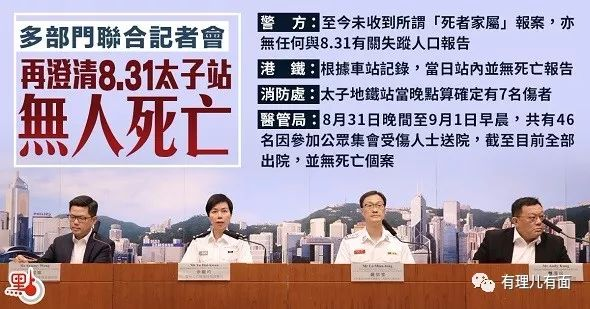 多部門聯合記者會
再澄清8.31太子站
無人死亡
警　方：至今未收到所謂「死者家屬」報案，亦
無任何與8.31有關失蹤人口報告
港　鐵：根據車站記錄，當日站內並無死亡報告
消防處：太子地鐵站當晚點算確定有7名傷者
醫管局：8月31日晚間至9月1日早晨，共有46
名因參加公眾集會受傷人士送院，截至目前全部
出院，並無死亡個案
點
有理儿有面